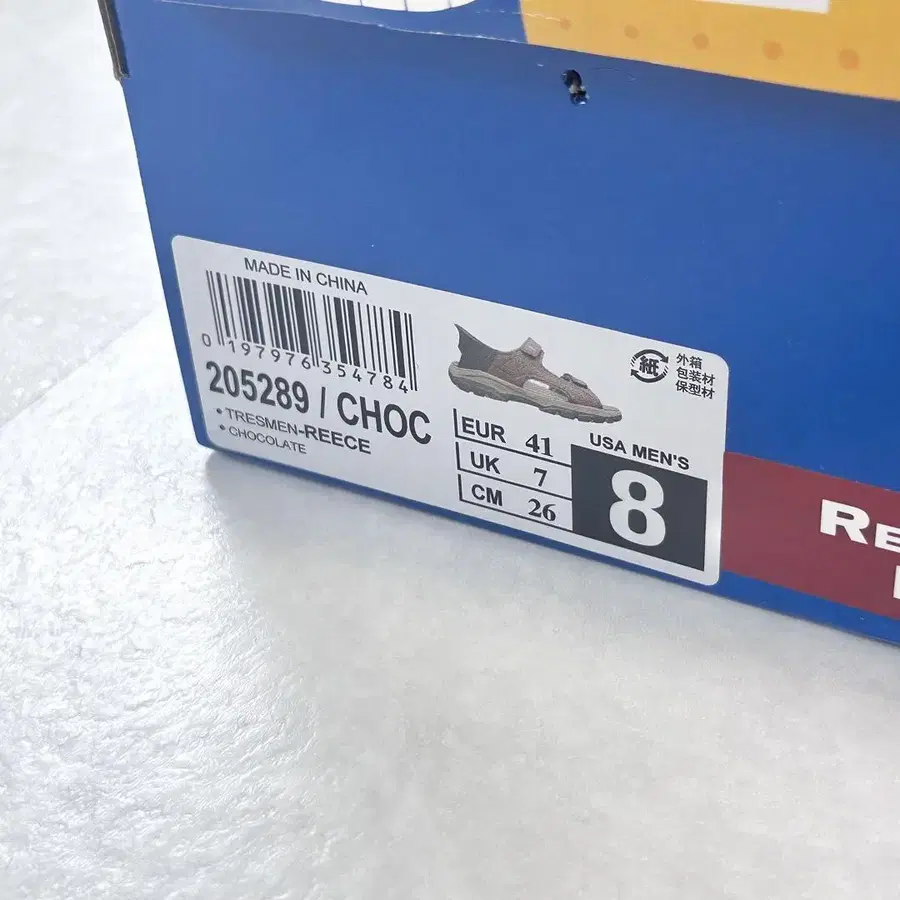 MADE IN CHINA
0 197976 354784
205289 / CHOC
• TRESMEN-REECE
• CHOCOLATE
紙
外箱
包装材
保型材
EUR 41
UK 7
CM 26
USA MEN'S
8